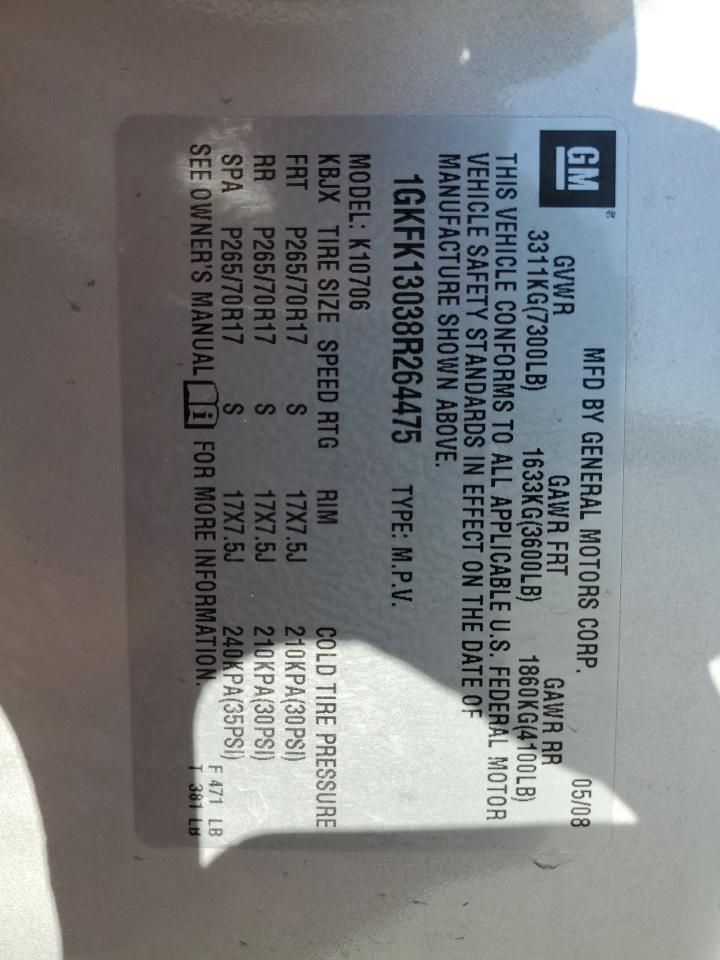 GM®
MFD BY GENERAL MOTORS CORP. 05/08
GVWR GAWR FRT GAWR RR
3311KG(7300LB) 1633KG(3600LB) 1860KG(4100LB)
THIS VEHICLE CONFORMS TO ALL APPLICABLE U.S. FEDERAL MOTOR
VEHICLE SAFETY STANDARDS IN EFFECT ON THE DATE OF
MANUFACTURE SHOWN ABOVE.
1GKFK13038R264475 TYPE: M.P.V.
MODEL: K10706
KBJX TIRE SIZE SPEED RTG RIM COLD TIRE PRESSURE
FRT P265/70R17 S 17X7.5J 210KPA(30PSI)
RR P265/70R17 S 17X7.5J 210KPA(30PSI)
SPA P265/70R17 S 17X7.5J 240KPA(35PSI)
SEE OWNER'S MANUAL i FOR MORE INFORMATION.
F 471 LB
T 381 LB